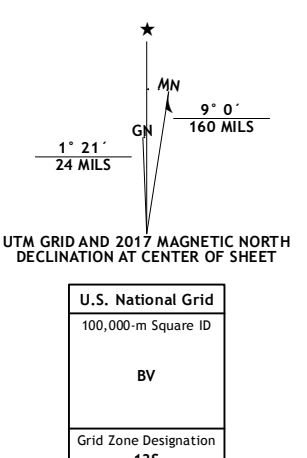 ★
MN
GN
9° 0´
160 MILS
1° 21´
24 MILS
UTM GRID AND 2017 MAGNETIC NORTH
DECLINATION AT CENTER OF SHEET
U.S. National Grid
100,000-m Square ID
BV
Grid Zone Designation